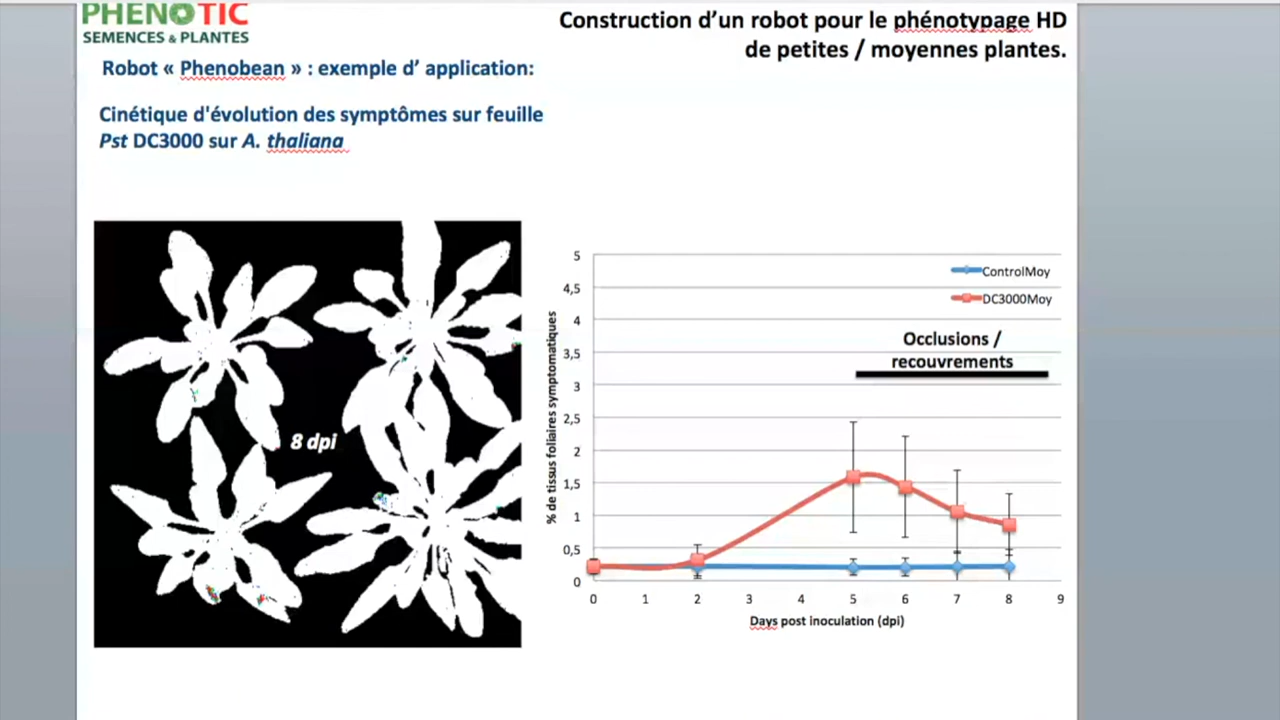 PHENOTIC
SEMENCES & PLANTES
Construction d’un robot pour le phénotypage HD
de petites / moyennes plantes.
Robot « Phenobean » : exemple d’ application:
Cinétique d'évolution des symptômes sur feuille
Pst DC3000 sur A. thaliana
8 dpi
% de tissus foliaires symptomatiques
5
4,5
4
3,5
3
2,5
2
1,5
1
0,5
0
ControlMoy
DC3000Moy
Occlusions /
recouvrements
0 1 2 3 4 5 6 7 8 9
Days post inoculation (dpi)